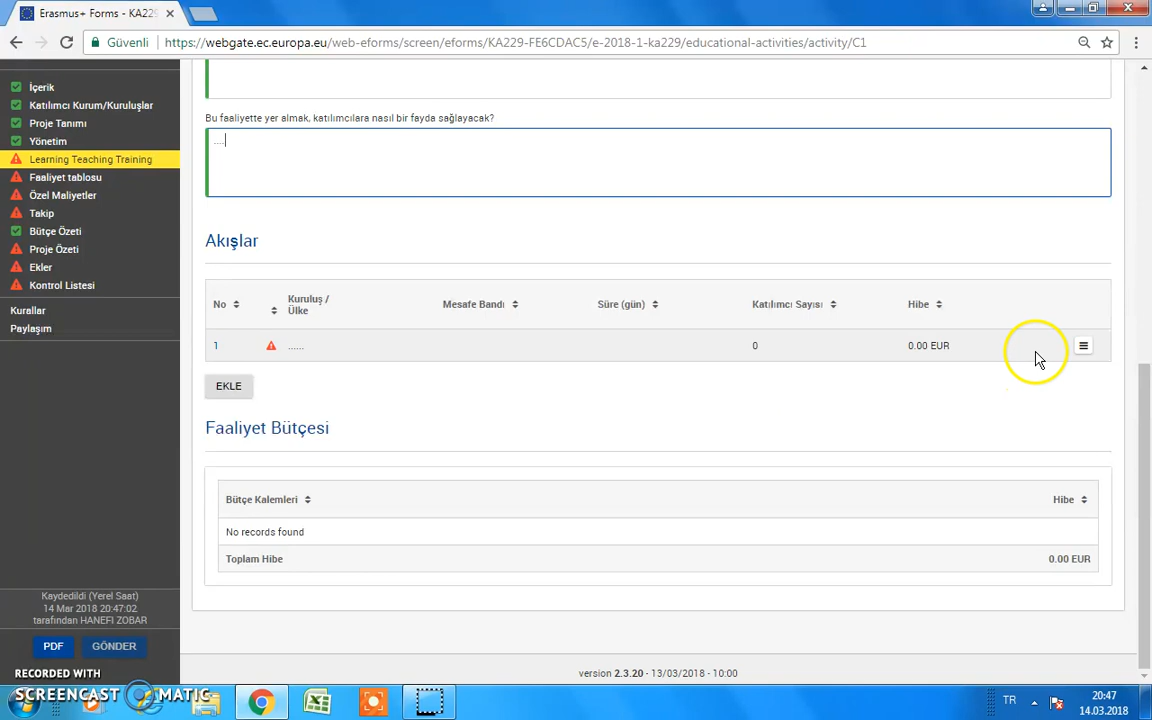 Erasmus+ Forms - KA229
Güvenli
https://webgate.ec.europa.eu/web-eforms/screen/eforms/KA229-FE6CDAC5/e-2018-1-ka229/educational-activities/activity/C1
İçerik
Katılımcı Kurum/Kuruluşlar
Proje Tanımı
Yönetim
Learning Teaching Training
Faaliyet tablosu
Özel Maliyetler
Takip
Bütçe Özeti
Proje Özeti
Ekler
Kontrol Listesi
Kurallar
Paylaşım
Kaydedildi (Yerel Saat)
14 Mar 2018 20:47:02
tarafından HANEFI ZOBAR
PDF GÖNDER
Bu faaliyette yer almak, katılımcılara nasıl bir fayda sağlayacak?
....
Akışlar
No Kuruluş / Ülke Mesafe Bandı Süre (gün) Katılımcı Sayısı Hibe
1 ...... 0 0.00 EUR
EKLE
Faaliyet Bütçesi
Bütçe Kalemleri Hibe
No records found
Toplam Hibe 0.00 EUR
version 2.3.20 - 13/03/2018 - 10:00
RECORDED WITH
SCREENCAST MATIC
TR 20:47
14.03.2018